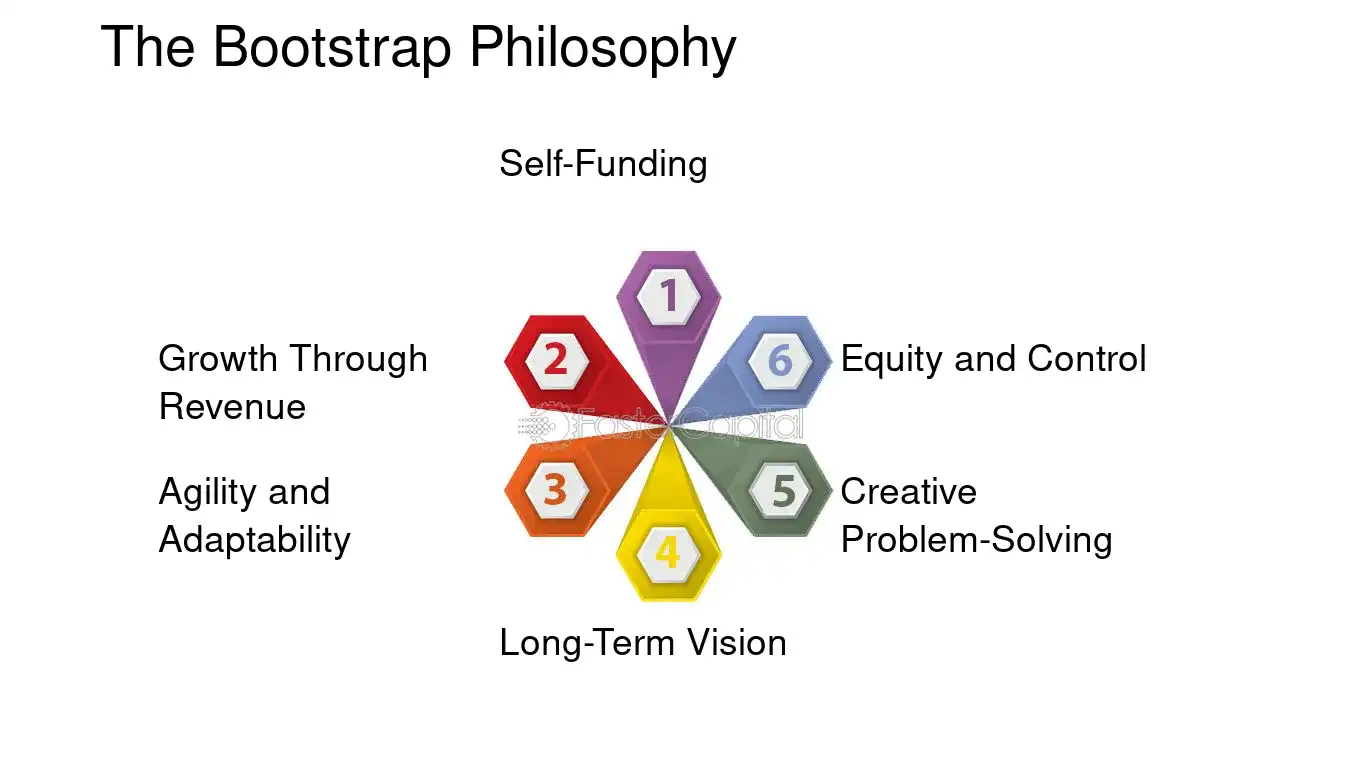 The Bootstrap Philosophy
Self-Funding
1
2
6
Growth Through
Revenue
Equity and Control
FasterCapital
3
5
Agility and
Adaptability
Creative
Problem-Solving
4
Long-Term Vision